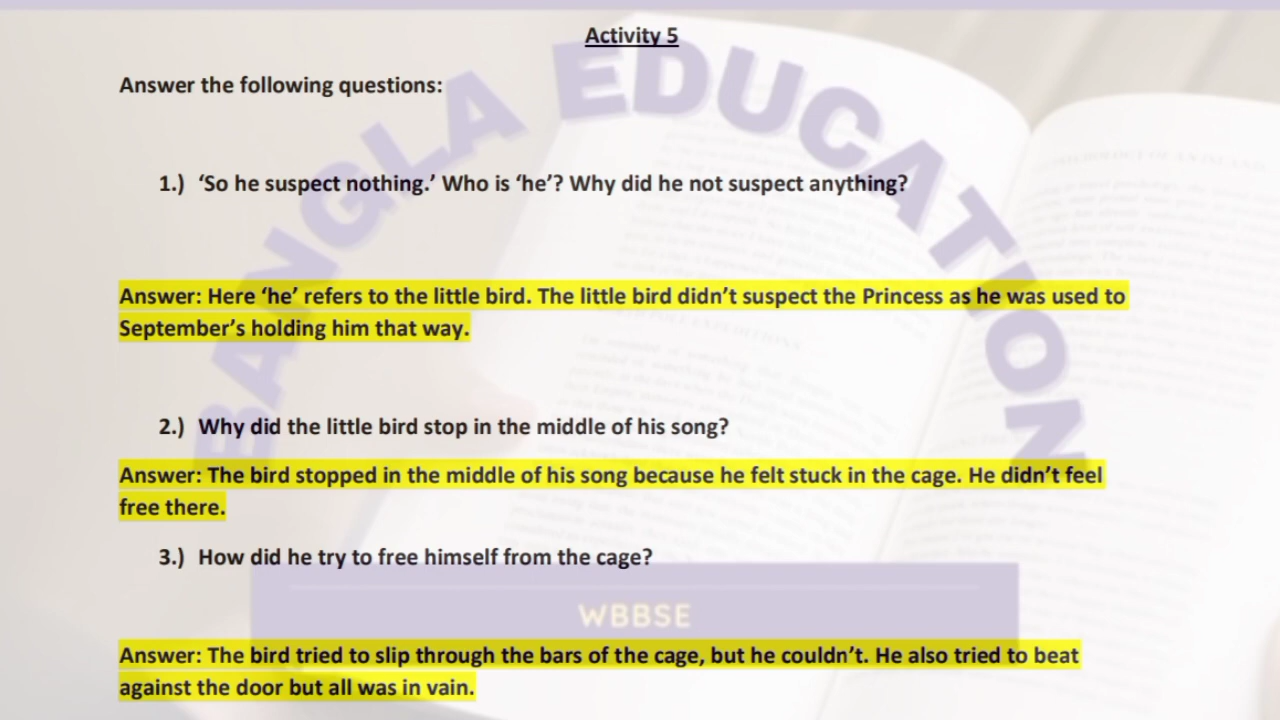 Activity 5
Answer the following questions:
1.) ‘So he suspect nothing.’ Who is ‘he’? Why did he not suspect anything?
Answer: Here ‘he’ refers to the little bird. The little bird didn’t suspect the Princess as he was used to
September’s holding him that way.
2.) Why did the little bird stop in the middle of his song?
Answer: The bird stopped in the middle of his song because he felt stuck in the cage. He didn’t feel
free there.
3.) How did he try to free himself from the cage?
Answer: The bird tried to slip through the bars of the cage, but he couldn’t. He also tried to beat
against the door but all was in vain.
BANGLA EDUCATION
WBBSE